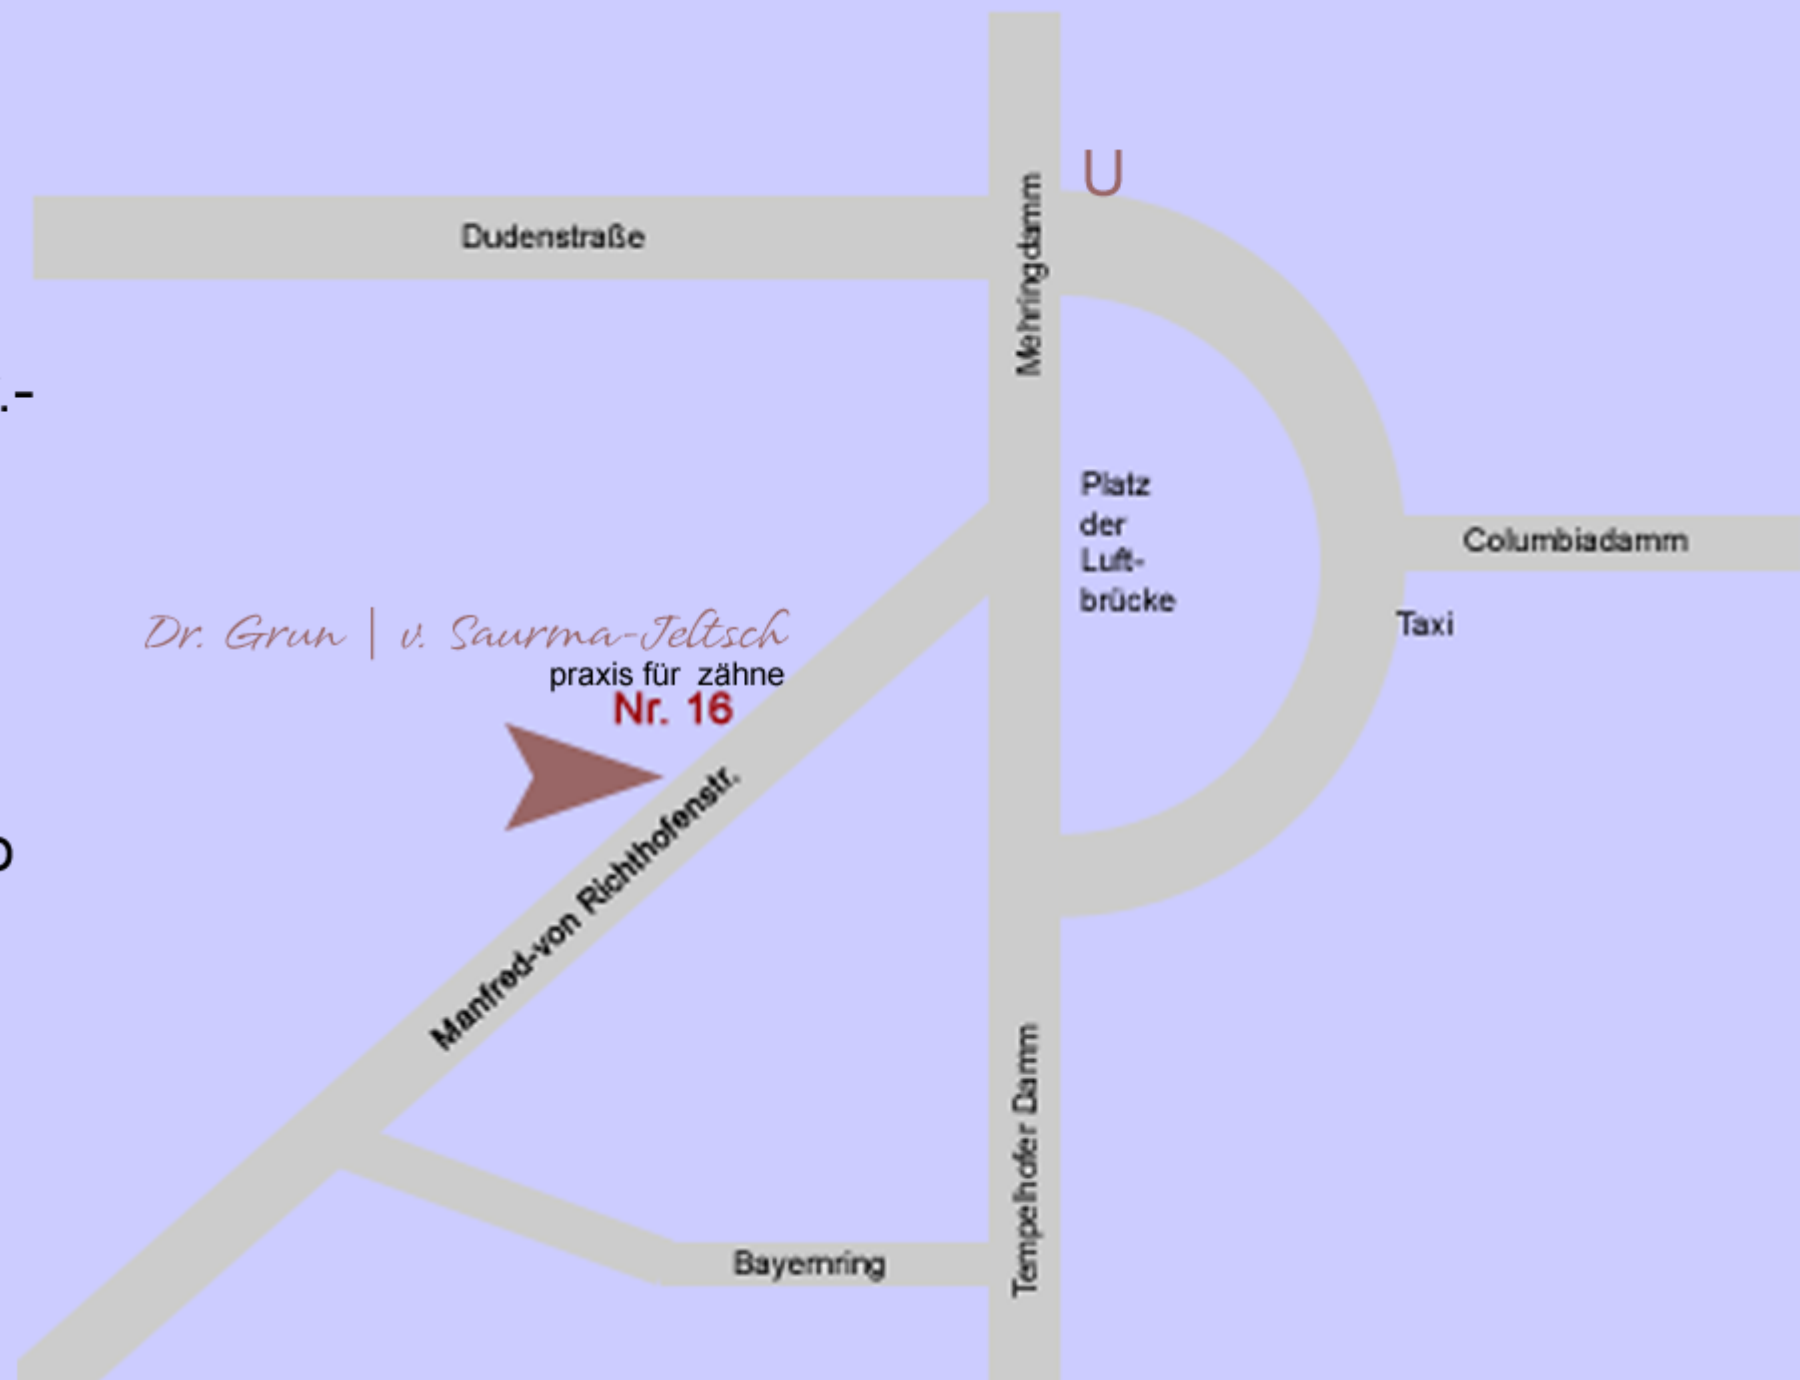 U
Mehringdamm
Dudenstraße
.-
Platz
der
Luft-
brücke
Columbiadamm
Taxi
Dr. Grun | v. Saurma-Jeltsch
praxis für zähne
Nr. 16
Manfred-von Richthofenstr.
Tempelhofer Damm
Bayernring